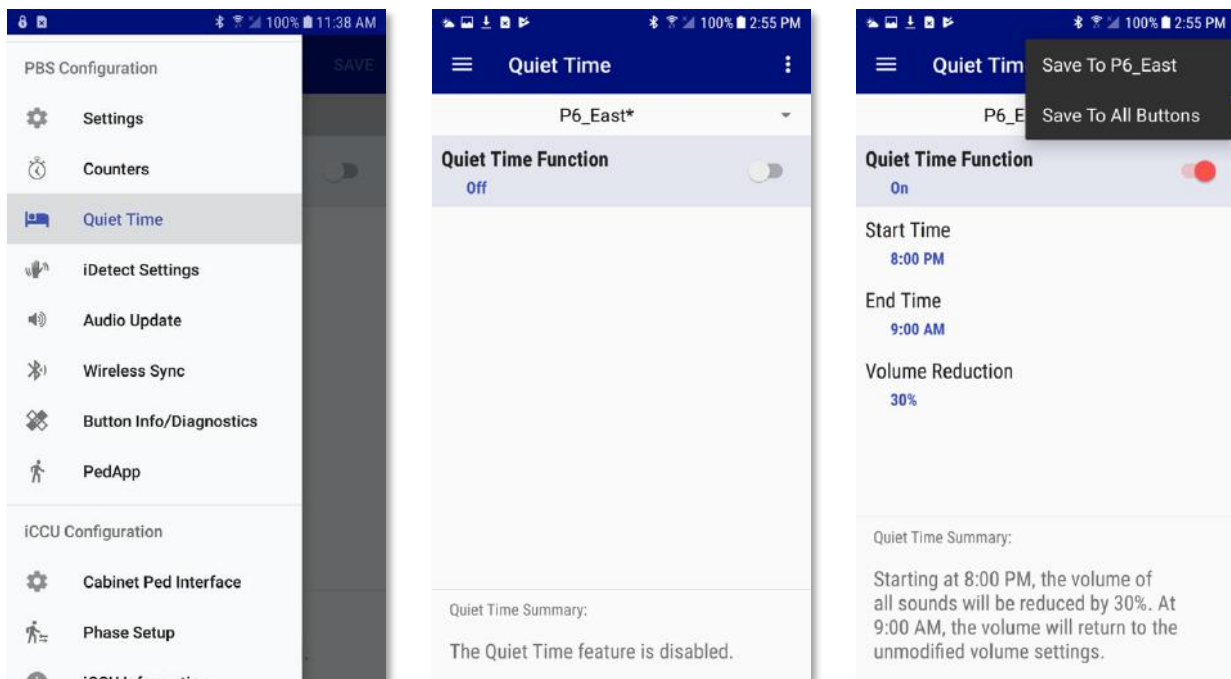 100% 11:38 AM
PBS Configuration
SAVE
Settings
Counters
Quiet Time
iDetect Settings
Audio Update
Wireless Sync
Button Info/Diagnostics
PedApp
iCCU Configuration
Cabinet Ped Interface
Phase Setup
100% 2:55 PM
Quiet Time
P6_East*
Quiet Time Function
Off
Quiet Time Summary:
The Quiet Time feature is disabled.
100% 2:55 PM
Quiet Tim
Save To P6_East
P6_E
Save To All Buttons
Quiet Time Function
On
Start Time
8:00 PM
End Time
9:00 AM
Volume Reduction
30%
Quiet Time Summary:
Starting at 8:00 PM, the volume of
all sounds will be reduced by 30%. At
9:00 AM, the volume will return to the
unmodified volume settings.